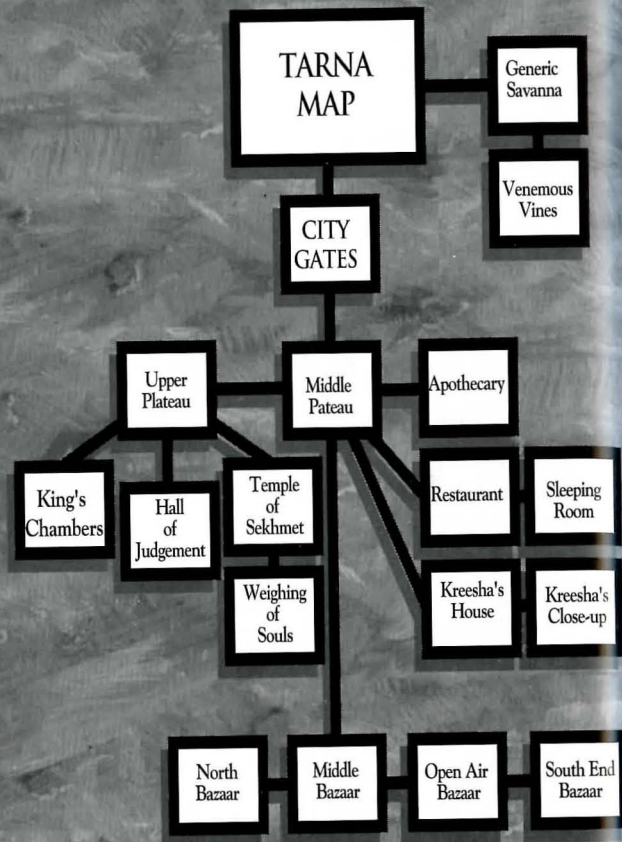 TARNA
MAP
Generic
Savanna
Venemous
Vines
CITY
GATES
Upper
Plateau
Middle
Pateau
Apothecary
King's
Chambers
Hall
of
Judgement
Temple
of
Sekhmet
Restaurant
Sleeping
Room
Weighing
of
Souls
Kreesha's
House
Kreesha's
Close-up
North
Bazaar
Middle
Bazaar
Open Air
Bazaar
South End
Bazaar